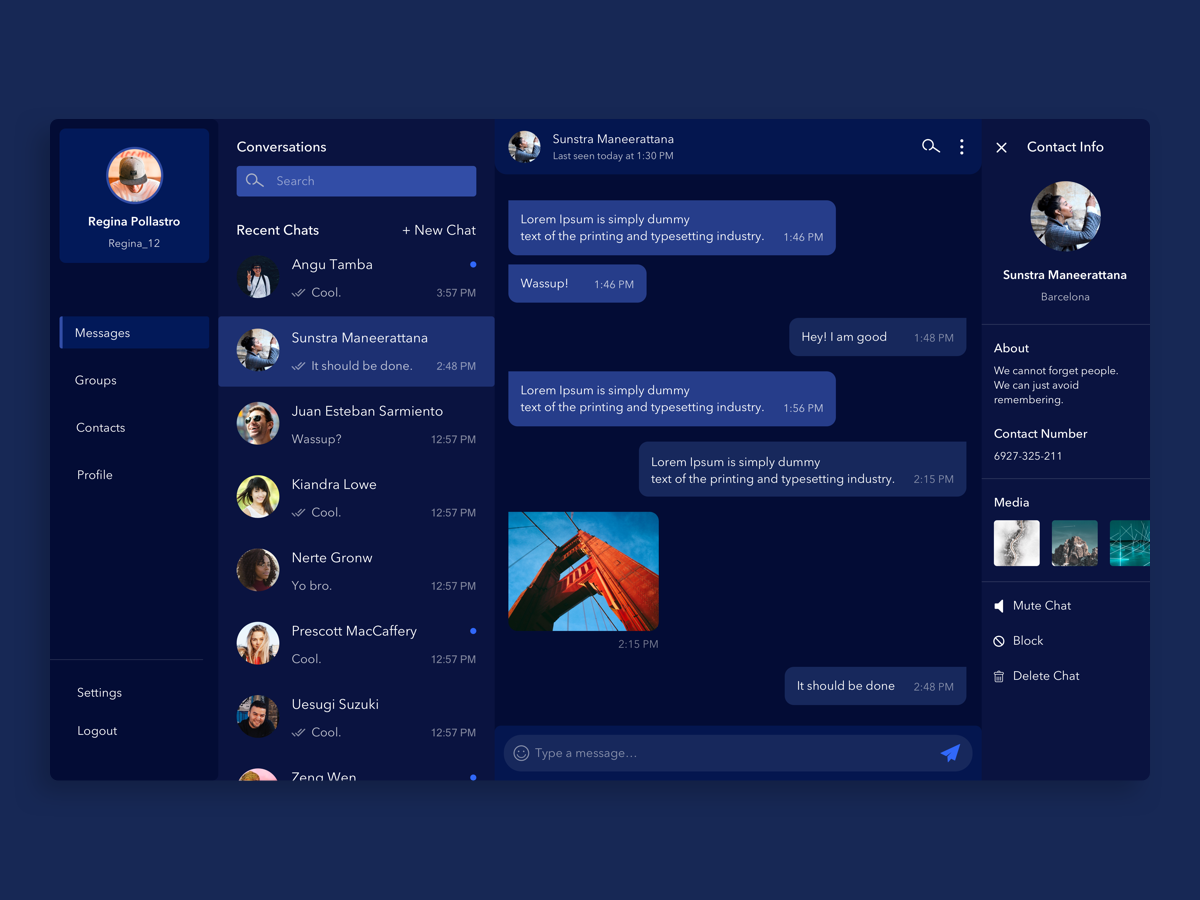 Regina Pollastro
Regina_12
Messages
Groups
Contacts
Profile
Settings
Logout
Conversations
Search
Recent Chats
+ New Chat
Angu Tamba
Cool.
3:57 PM
Sunstra Maneerattana
It should be done.
2:48 PM
Juan Esteban Sarmiento
Wassup?
12:57 PM
Kiandra Lowe
Cool.
12:57 PM
Nerte Gronw
Yo bro.
12:57 PM
Prescott MacCaffery
Cool.
12:57 PM
Uesugi Suzuki
Cool.
12:57 PM
Zeng Wen
Sunstra Maneerattana
Last seen today at 1:30 PM
Lorem Ipsum is simply dummy
text of the printing and typesetting industry.
1:46 PM
Wassup!
1:46 PM
Hey! I am good
1:48 PM
Lorem Ipsum is simply dummy
text of the printing and typesetting industry.
1:56 PM
Lorem Ipsum is simply dummy
text of the printing and typesetting industry.
2:15 PM
2:15 PM
It should be done
2:48 PM
Type a message...
Contact Info
Sunstra Maneerattana
Barcelona
About
We cannot forget people.
We can just avoid
remembering.
Contact Number
6927-325-211
Media
Mute Chat
Block
Delete Chat